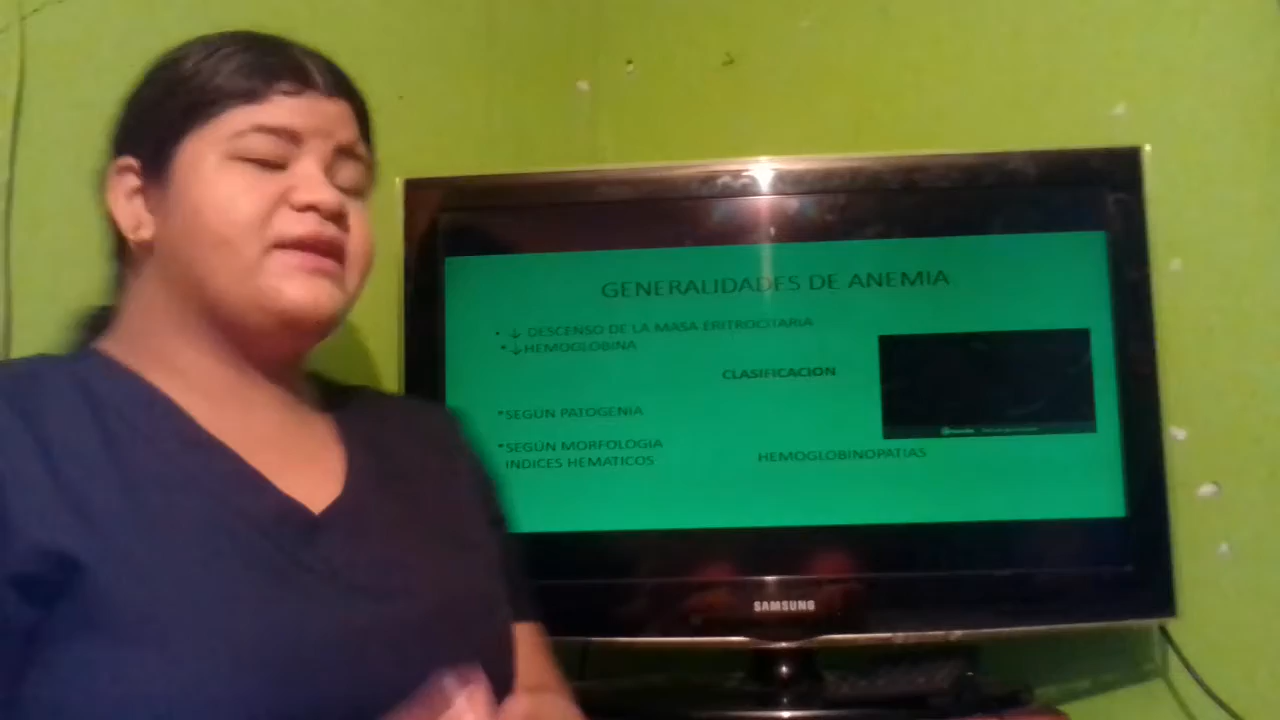 GENERALIDADES DE ANEMIA
• ↓ DESCENSO DE LA MASA ERITROCITARIA
•↓HEMOGLOBINA
CLASIFICACION
•SEGÚN PATOGENIA
•SEGÚN MORFOLOGIA
INDICES HEMATICOS
HEMOGLOBINOPATIAS
SAMSUNG